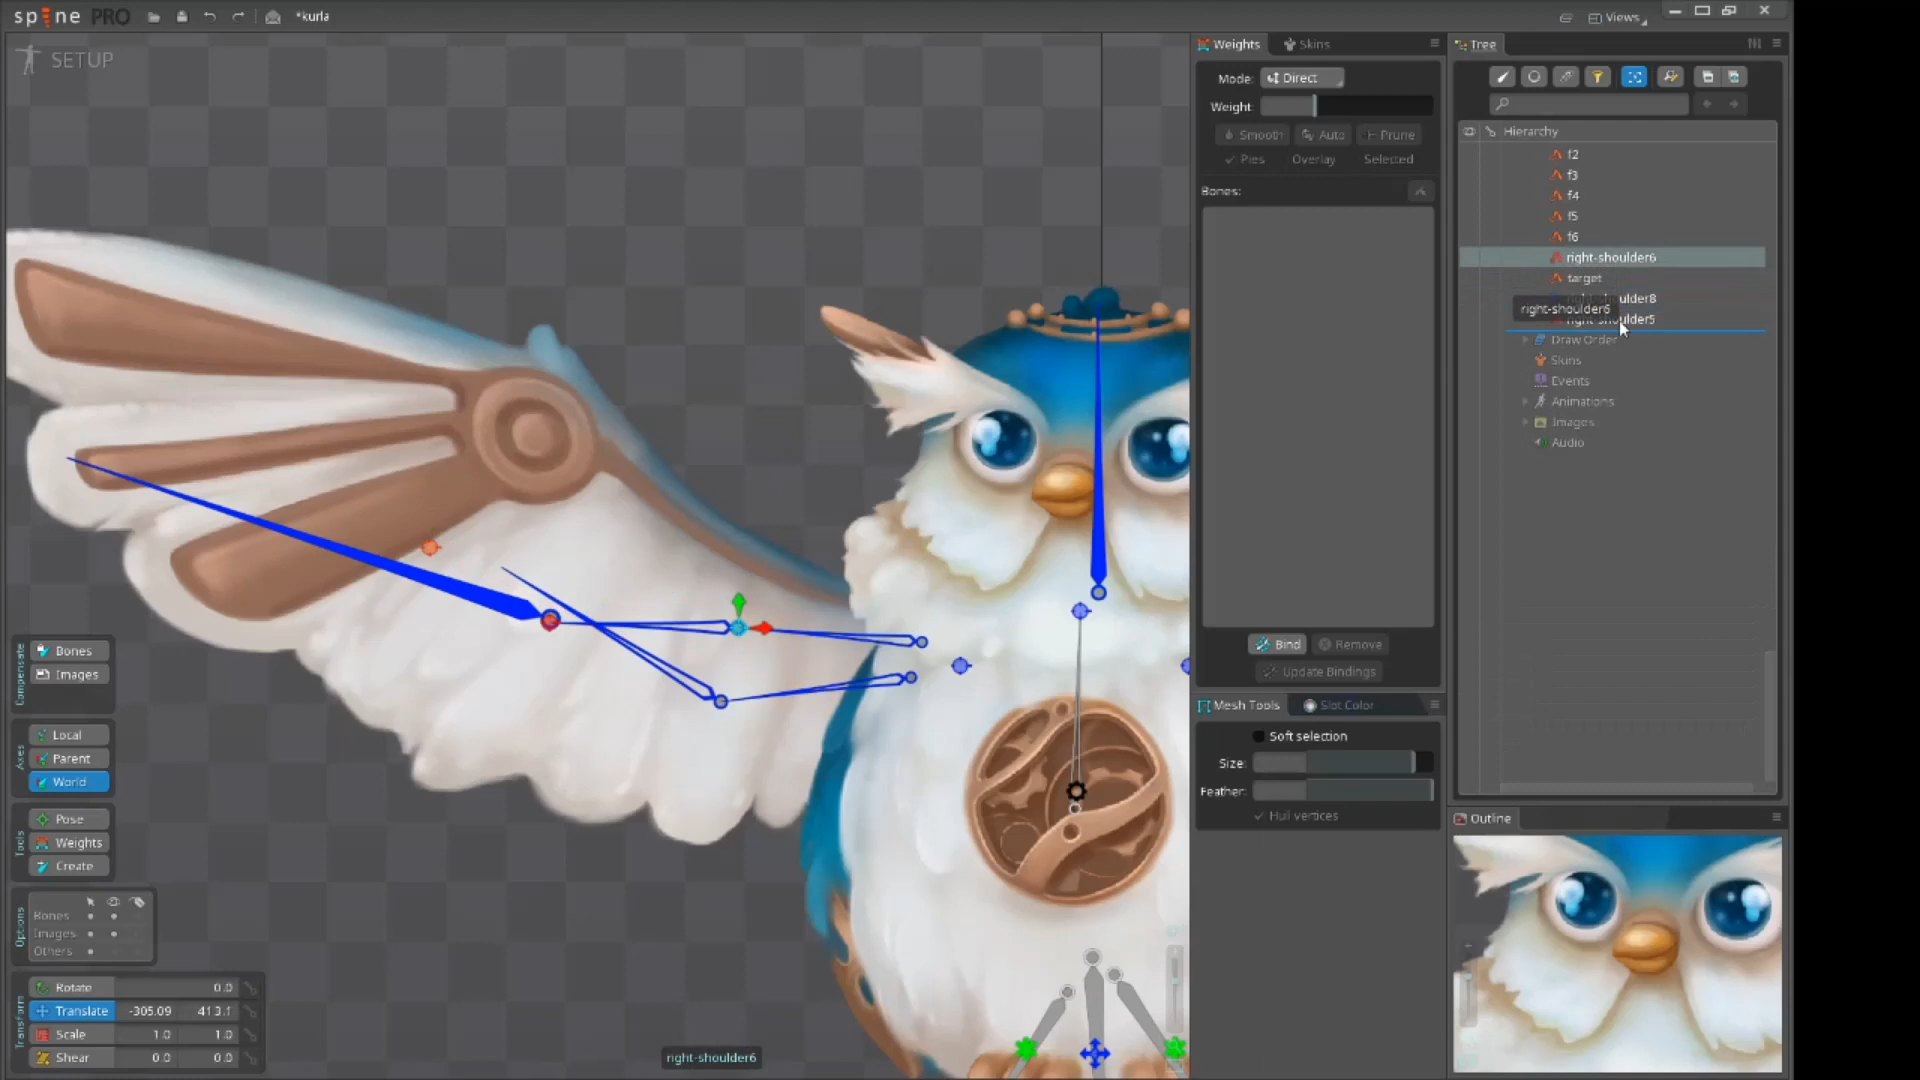 spine PRO
*kurla
Views
SETUP
Weights
Skins
Mode:
Direct
Weight:
Smooth
Auto
Prune
Pies
Overlay
Selected
Bones:
Bind
Remove
Update Bindings
Mesh Tools
Slot Color
Soft selection
Size:
Feather:
Hull vertices
Tree
Hierarchy
f2
f3
f4
f5
f6
right-shoulder6
target
right-shoulder6
Draw Order
Skins
Events
Animations
Images
Audio
Outline
Compensate
Bones
Images
Axes
Local
Parent
World
Tools
Pose
Weights
Create
Options
Bones
Images
Others
Transform
Rotate 0.0
Translate -305.09 413.1
Scale 1.0 1.0
Shear 0.0 0.0
right-shoulder6